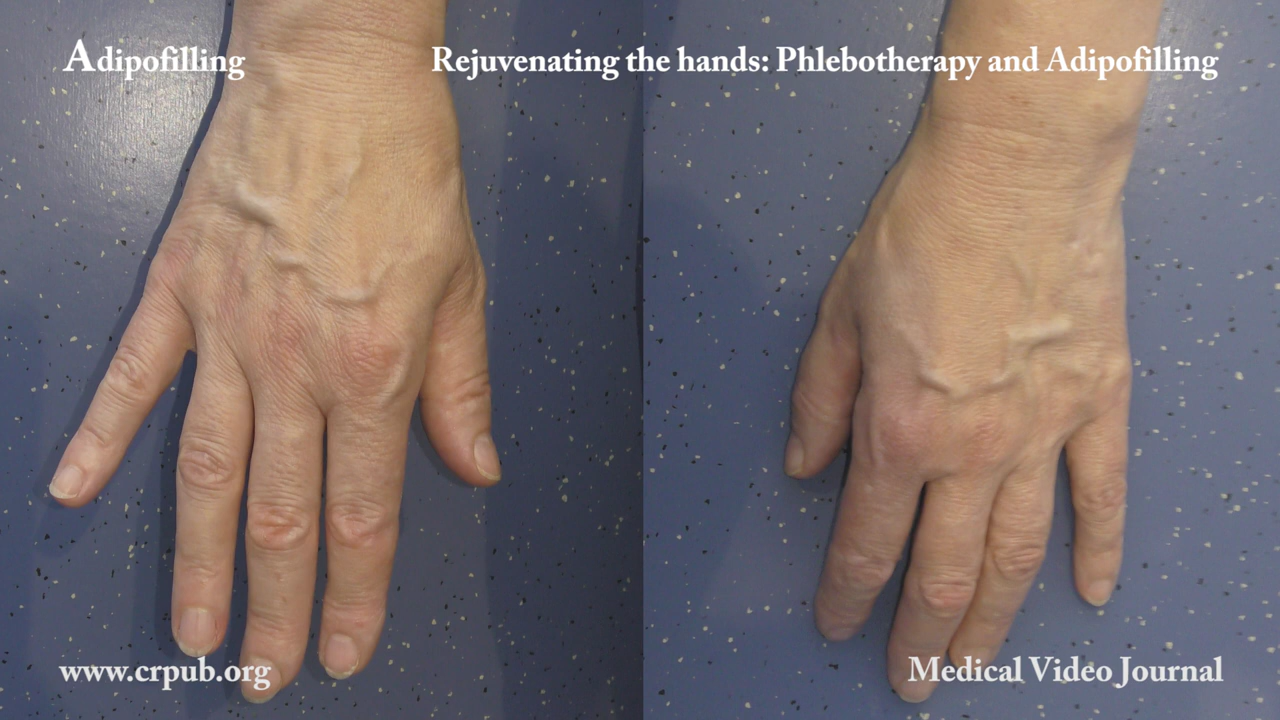 Adipofilling
Rejuvenating the hands: Phlebotherapy and Adipofilling
www.crpub.org
Medical Video Journal